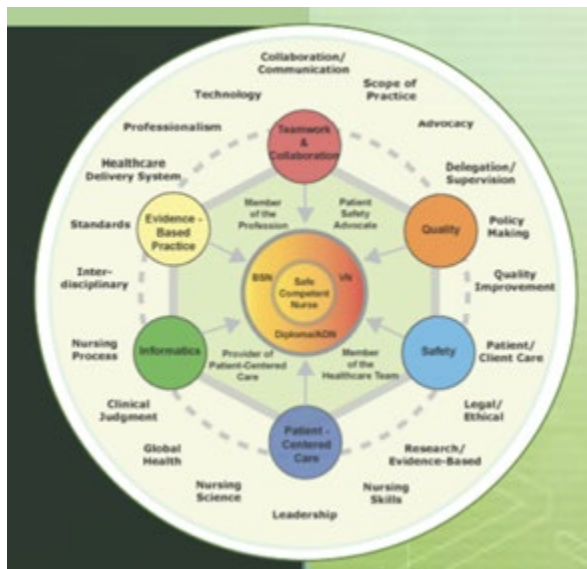 Collaboration/
Communication
Scope of
Practice
Advocacy
Delegation/
Supervision
Policy
Making
Quality
Improvement
Patient/
Client Care
Legal/
Ethical
Research/
Evidence-Based
Nursing
Skills
Leadership
Nursing
Science
Global
Health
Clinical
Judgment
Nursing
Process
Inter-
disciplinary
Standards
Healthcare
Delivery System
Professionalism
Technology
Teamwork
&
Collaboration
Quality
Safety
Patient -
Centered
Care
Informatics
Evidence -
Based
Practice
Member
of the
Profession
Patient
Safety
Advocate
Provider of
Patient-Centered
Care
Member
of the
Healthcare Team
BSN
VN
Diploma/ADN
Safe
Competent
Nurse